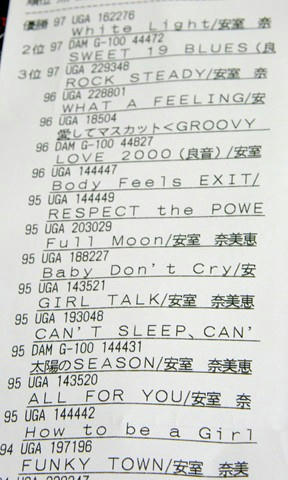 優勝 97 UGA 162276
White Light/安室 奈
2位 97 DAM G-100 44472
SWEET 19 BLUES (良
3位 97 UGA 229348
ROCK STEADY/安室 奈
96 UGA 228801
WHAT A FEELING/安
96 UGA 18504
愛してマスカット<GROOVY
96 DAM G-100 44827
LOVE 2000 (良音)/安室
96 UGA 144447
Body Feels EXIT/
95 UGA 144449
RESPECT the POWE
95 UGA 203029
Full Moon/安室 奈美恵
95 UGA 188227
Baby Don't Cry/安
95 UGA 143521
GIRL TALK/安室 奈美恵
95 UGA 193048
CAN'T SLEEP、CAN'
95 DAM G-100 144431
太陽のSEASON/安室 奈美恵
95 UGA 143520
ALL FOR YOU/安室 奈
95 UGA 144442
How to be a Girl
94 UGA 197196
FUNKY TOWN/安室 奈美